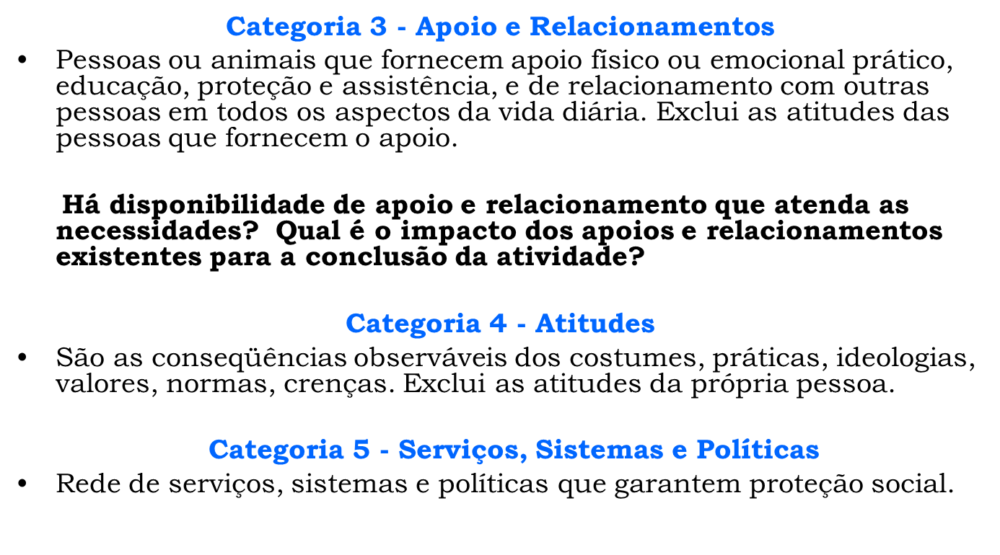 Categoria 3 - Apoio e Relacionamentos
• Pessoas ou animais que fornecem apoio físico ou emocional prático,
educação, proteção e assistência, e de relacionamento com outras
pessoas em todos os aspectos da vida diária. Exclui as atitudes das
pessoas que fornecem o apoio.
Há disponibilidade de apoio e relacionamento que atenda as
necessidades? Qual é o impacto dos apoios e relacionamentos
existentes para a conclusão da atividade?
Categoria 4 - Atitudes
• São as conseqüências observáveis dos costumes, práticas, ideologias,
valores, normas, crenças. Exclui as atitudes da própria pessoa.
Categoria 5 - Serviços, Sistemas e Políticas
• Rede de serviços, sistemas e políticas que garantem proteção social.